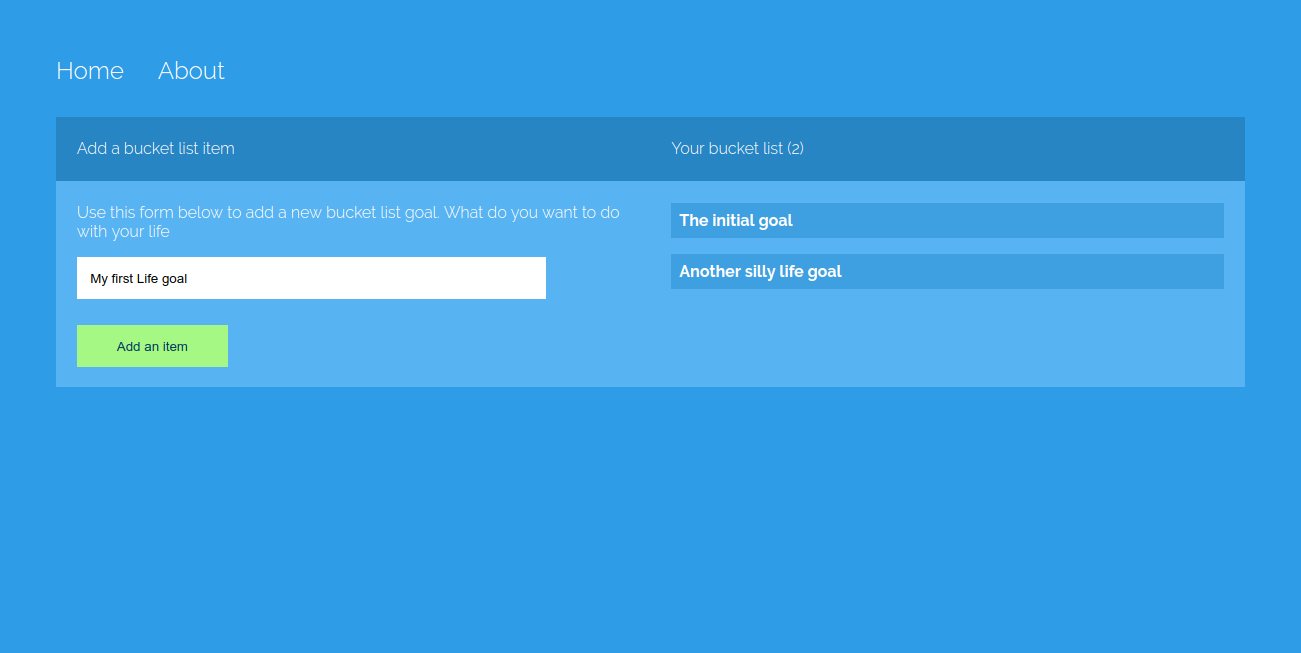 Home About
Add a bucket list item
Your bucket list (2)
Use this form below to add a new bucket list goal. What do you want to do
with your life
My first Life goal
Add an item
The initial goal
Another silly life goal